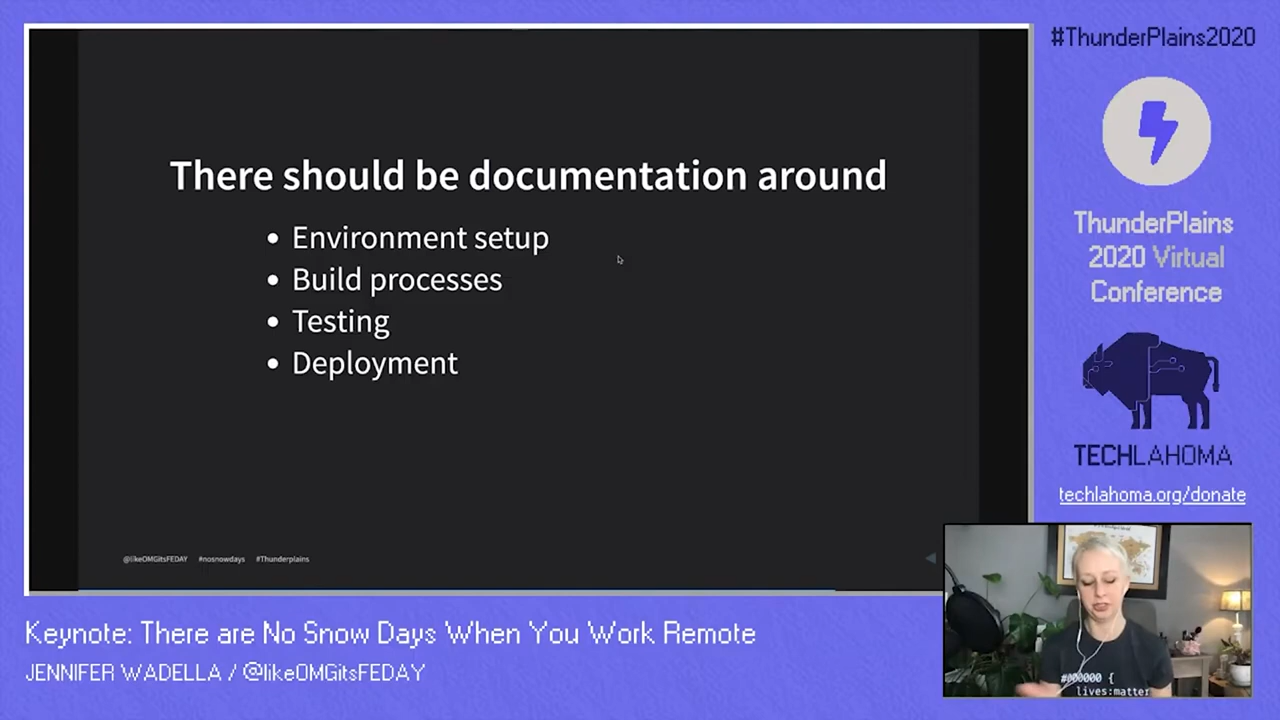 #ThunderPlains2020
There should be documentation around
• Environment setup
• Build processes
• Testing
• Deployment
@likeOMGitsFEDAY #nosnowdays #Thunderplains
ThunderPlains
2020 Virtual
Conference
TECHLAHOMA
techlahoma.org/donate
#000000 {
lives:matter
Keynote: There are No Snow Days When You Work Remote
JENNIFER WADELLA / @likeOMGitsFEDAY